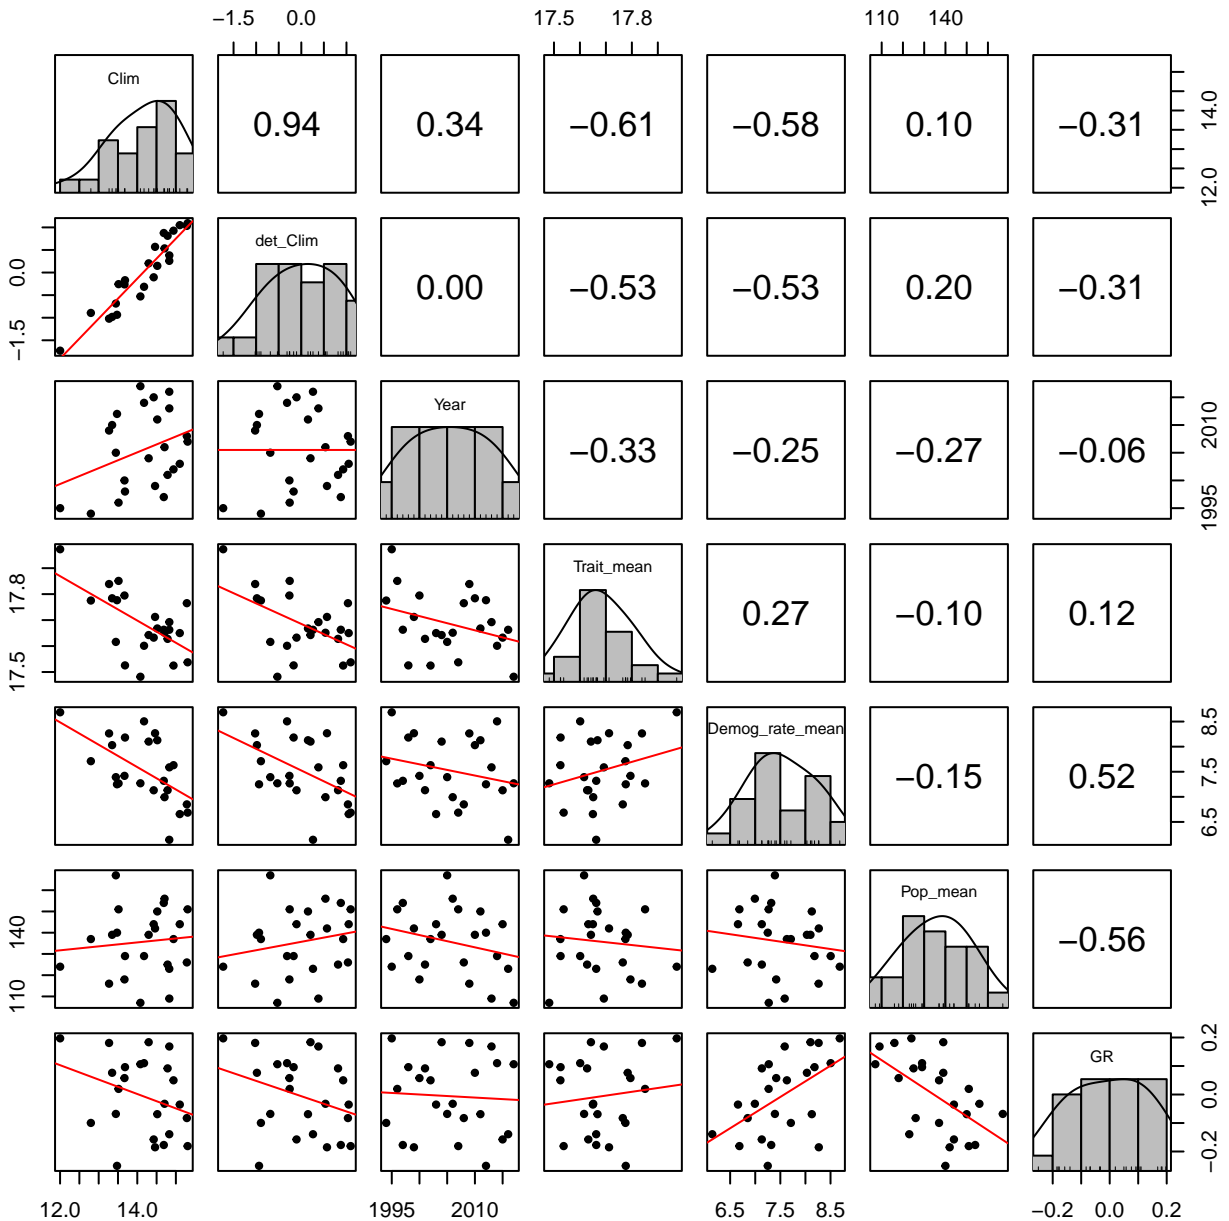 −1.5 0.0 17.5 17.8 110 140
Clim 0.94 0.34 −0.61 −0.58 0.10 −0.31 12.0 14.0
−1.5 0.0 det_Clim 0.00 −0.53 −0.53 0.20 −0.31
Year −0.33 −0.25 −0.27 −0.06 1995 2010
17.5 17.8 Trait_mean 0.27 −0.10 0.12
Demog_rate_mean −0.15 0.52 6.5 7.5 8.5
110 140 Pop_mean −0.56
GR −0.2 0.0 0.2
12.0 14.0 1995 2010 6.5 7.5 8.5 −0.2 0.0 0.2